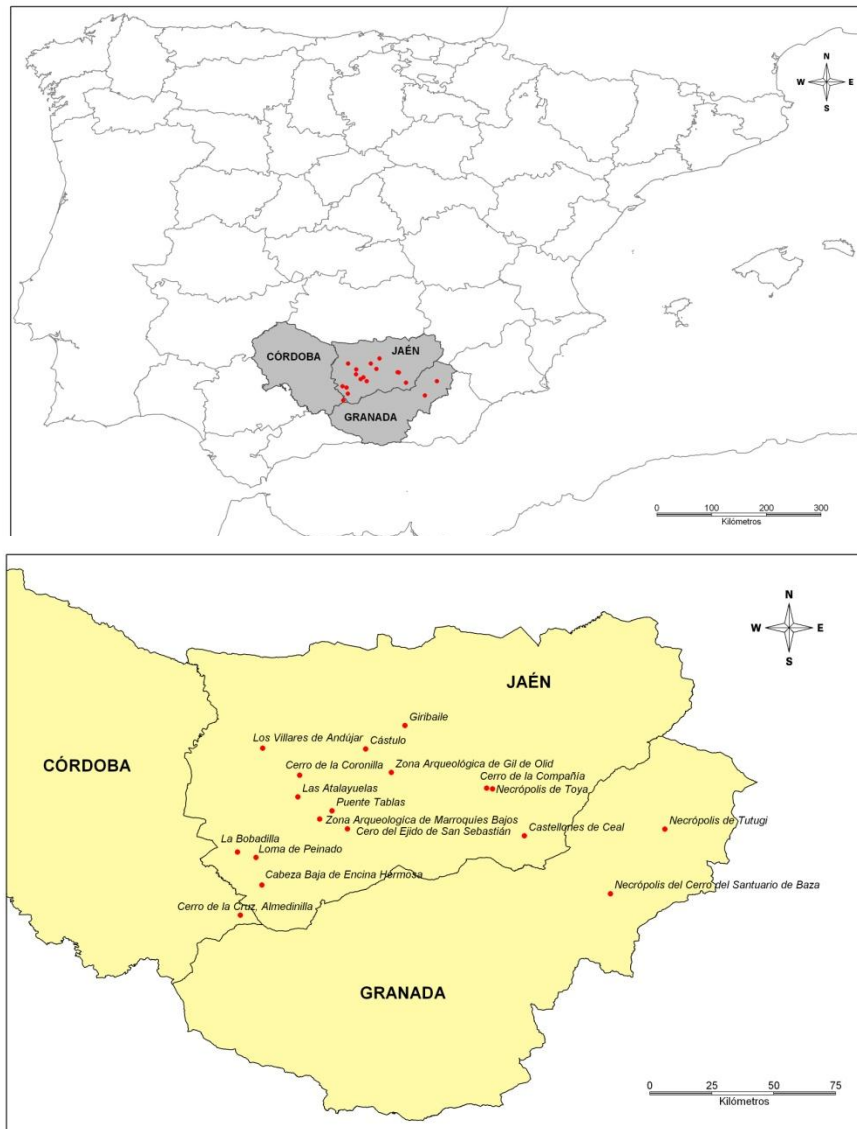 N
W E
S
CÓRDOBA
JAÉN
GRANADA
0 100 200 300
Kilómetros
N
W E
S
JAÉN
Giribaile
Los Villares de Andújar
Cástulo
CÓRDOBA
Cerro de la Coronilla
Zona Arqueológica de Gil de Olid
Cerro de la Compañía
Las Atalayuelas
Necrópolis de Toya
Puente Tablas
Zona Arqueologica de Marroquies Bajos
Cero del Ejido de San Sebastián
Castellones de Ceal
Necrópolis de Tutugi
La Bobadilla
Loma de Peinado
Cabeza Baja de Encina Hermosa
Necrópolis del Cerro del Santuario de Baza
Cerro de la Cruz, Almedinilla
GRANADA
0 25 50 75
Kilómetros